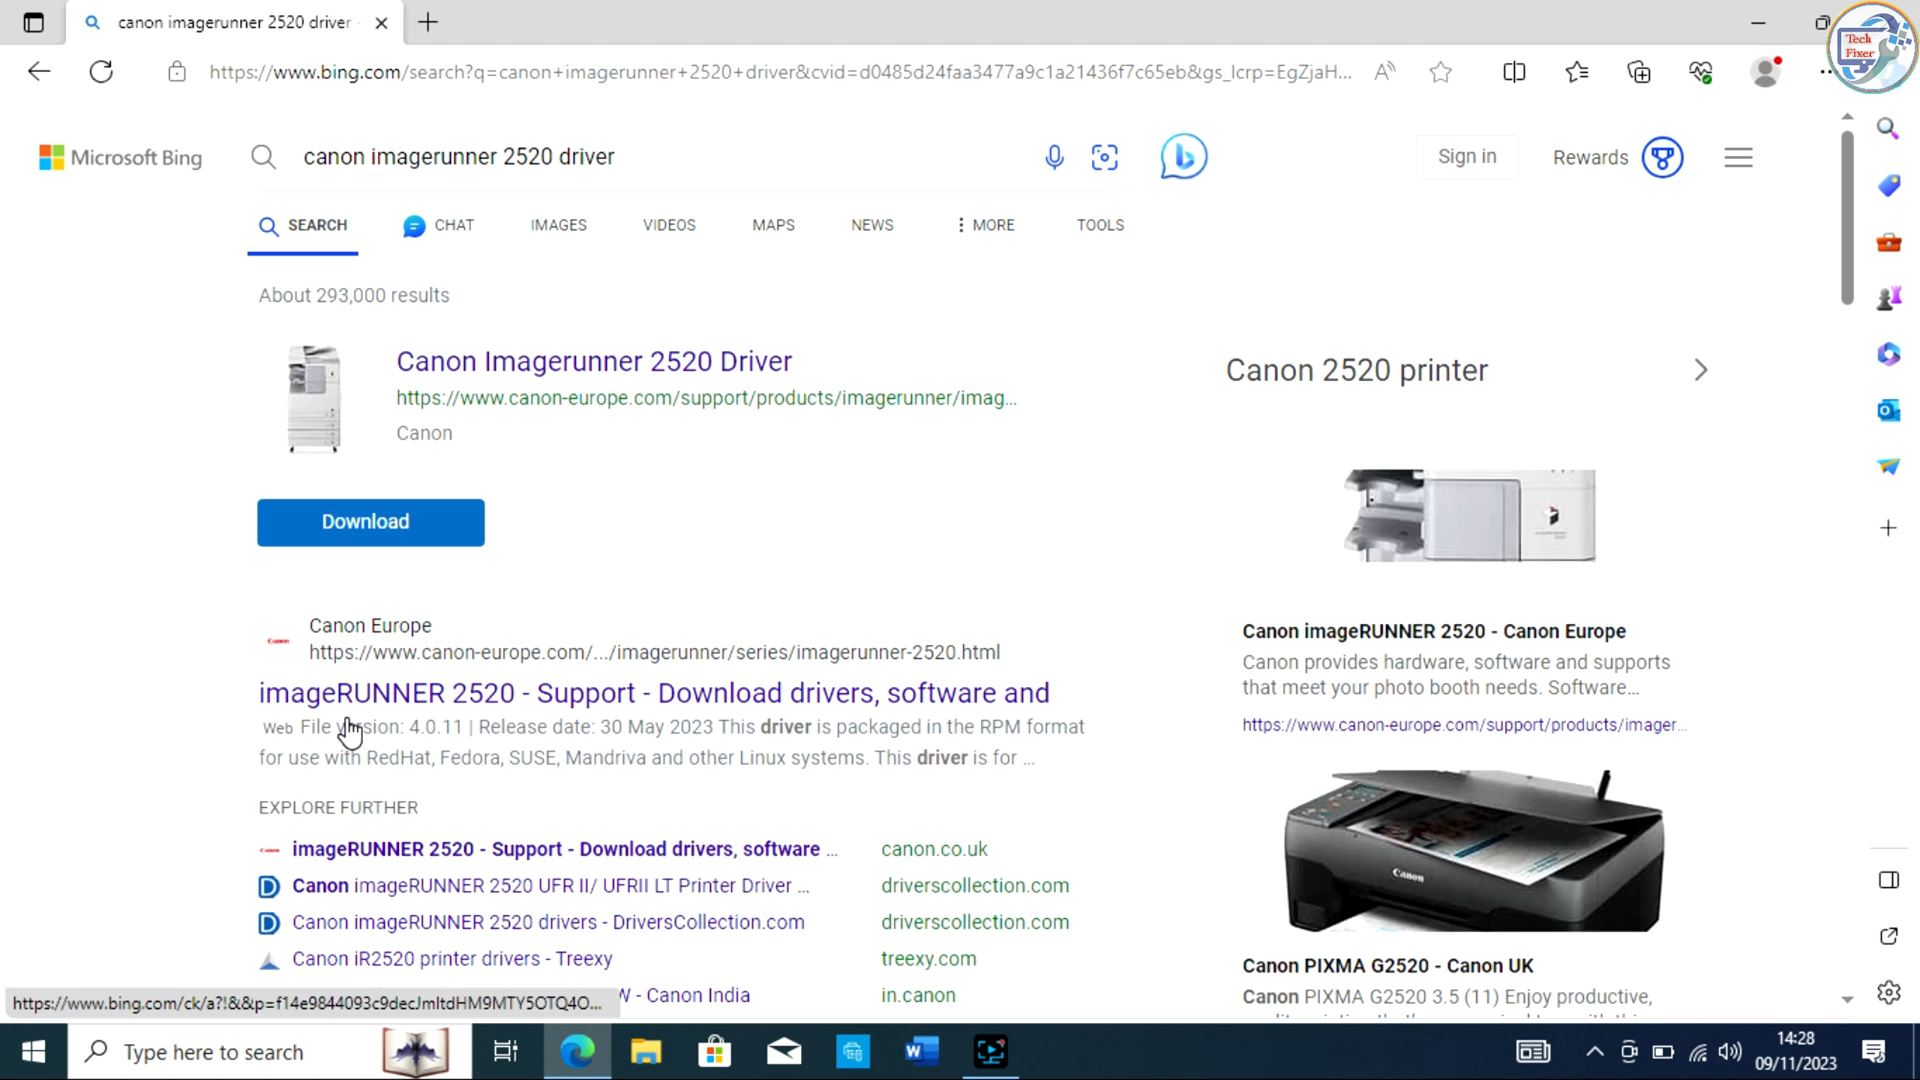 canon imagerunner 2520 driver -
https://www.bing.com/search?q=canon+imagerunner+2520+driver&cvid=d0485d24faa3477a9c1a21436f7c65eb&gs_lcrp=EgZjaH...
Tech
Fixer
Microsoft Bing
canon imagerunner 2520 driver
Sign in
Rewards
SEARCH
CHAT
IMAGES
VIDEOS
MAPS
NEWS
MORE
TOOLS
About 293,000 results
Canon Imagerunner 2520 Driver
https://www.canon-europe.com/support/products/imagerunner/imag...
Canon
Download
Canon
Canon Europe
https://www.canon-europe.com/.../imagerunner/series/imagerunner-2520.html
imageRUNNER 2520 - Support - Download drivers, software and
Web File version: 4.0.11 | Release date: 30 May 2023 This driver is packaged in the RPM format
for use with RedHat, Fedora, SUSE, Mandriva and other Linux systems. This driver is for ...
EXPLORE FURTHER
imageRUNNER 2520 - Support - Download drivers, software ... canon.co.uk
Canon imageRUNNER 2520 UFR II/ UFRII LT Printer Driver ... driverscollection.com
Canon imageRUNNER 2520 drivers - DriversCollection.com driverscollection.com
Canon iR2520 printer drivers - Treexy treexy.com
W - Canon India in.canon
https://www.bing.com/ck/a?!&&p=f14e9844093c9decJmltdHM9MTY5OTQ4O...
Canon 2520 printer
Canon imageRUNNER 2520 - Canon Europe
Canon provides hardware, software and supports
that meet your photo booth needs. Software...
https://www.canon-europe.com/support/products/imager...
Canon
Canon PIXMA G2520 - Canon UK
Canon PIXMA G2520 3.5 (11) Enjoy productive,
Type here to search
14:28
09/11/2023